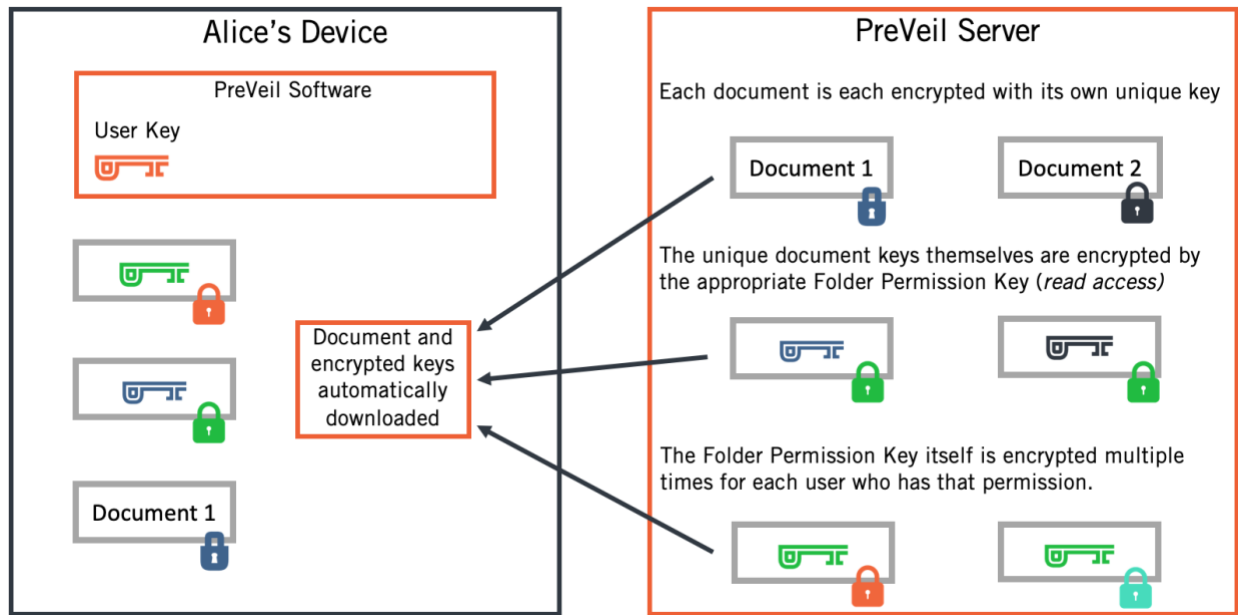 Alice's Device
PreVeil Software
User Key
Document and
encrypted keys
automatically
downloaded
Document 1
PreVeil Server
Each document is each encrypted with its own unique key
Document 1
Document 2
The unique document keys themselves are encrypted by
the appropriate Folder Permission Key (read access)
The Folder Permission Key itself is encrypted multiple
times for each user who has that permission.